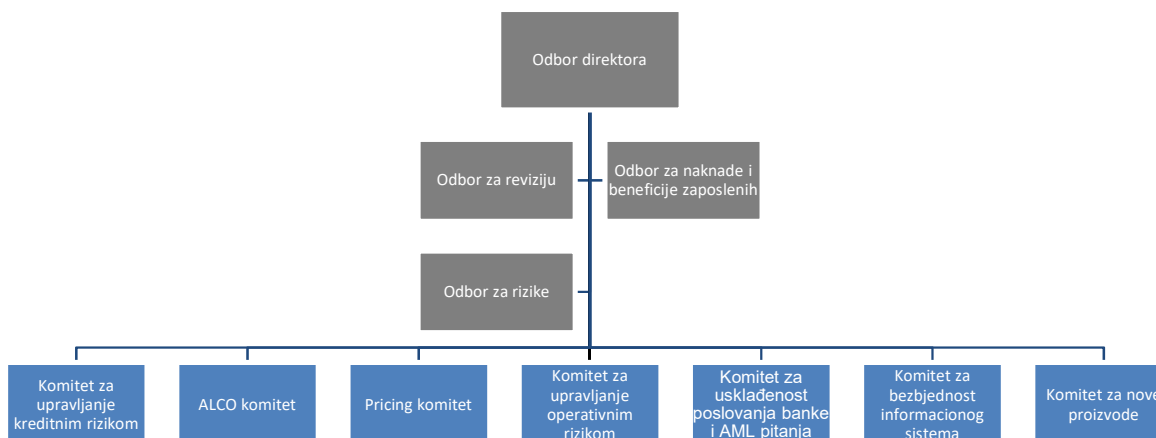 Odbor direktora
Odbor za reviziju
Odbor za naknade i
beneficije zaposlenih
Odbor za rizike
Komitet za
upravljanje
kreditnim rizikom
ALCO komitet
Pricing komitet
Komitet za
upravljanje
operativnim
rizikom
Komitet za
usklađenost
poslovanja banke
i AML pitanja
Komitet za
bezbjednost
informacionog
sistema
Komitet za nove
proizvode